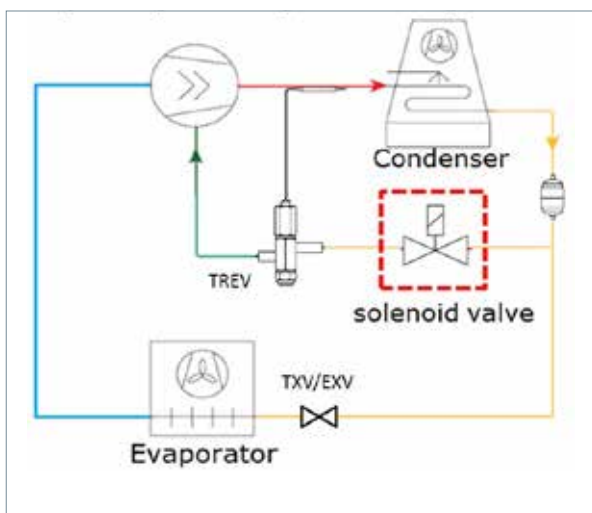 Condenser
TREV
solenoid valve
TXV/EXV
Evaporator